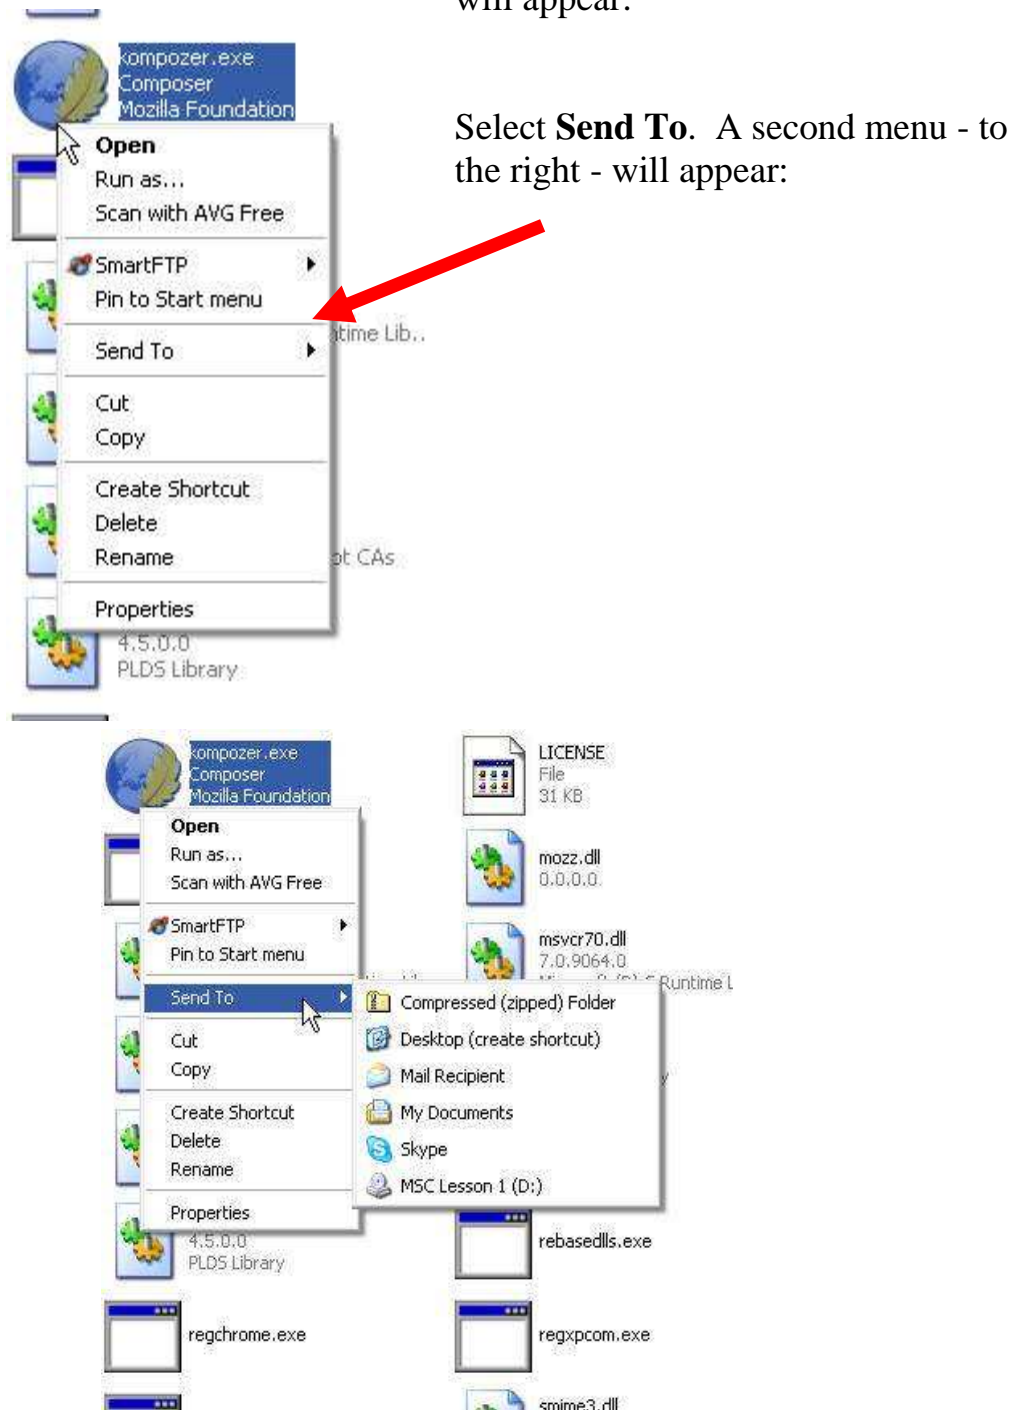 will appear.
kompozer.exe
Composer
Mozilla Foundation
Select Send To. A second menu - to
the right - will appear:
Open
Run as...
Scan with AVG Free
SmartFTP
Pin to Start menu
Send To
Cut
Copy
Create Shortcut
Delete
Rename
Properties
ntime Lib..
ot CAs
4.5.0.0
PLDS Library
kompozer.exe
Composer
Mozilla Foundation
Open
Run as...
Scan with AVG Free
SmartFTP
Pin to Start menu
Send To
Cut
Copy
Create Shortcut
Delete
Rename
Properties
4.5.0.0
PLDS Library
regchrome.exe
LICENSE
File
31 KB
mozz.dll
0.0.0.0
msvcr70.dll
7.0.9064.0
Runtime L
Compressed (zipped) Folder
Desktop (create shortcut)
Mail Recipient
My Documents
Skype
MSC Lesson 1 (D:)
rebasedlls.exe
regxpcom.exe
smime3.dll